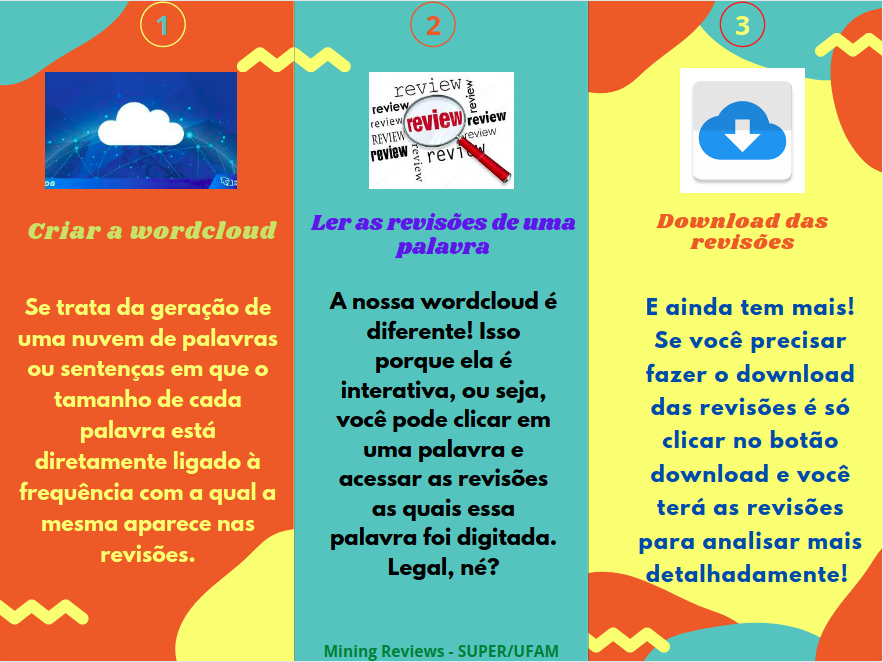 1
Criar a wordcloud
Se trata da geração de
uma nuvem de palavras
ou sentenças em que o
tamanho de cada
palavra está
diretamente ligado à
frequência com a qual a
mesma aparece nas
revisões.
2
review
review
review
review
review
review
REVIEW
review
review
review
review
Ler as revisões de uma
palavra
A nossa wordcloud é
diferente! Isso
porque ela é
interativa, ou seja,
você pode clicar em
uma palavra e
acessar as revisões
as quais essa
palavra foi digitada.
Legal, né?
Mining Reviews - SUPER/UFAM
3
Download das
revisões
E ainda tem mais!
Se você precisar
fazer o download
das revisões é só
clicar no botão
download e você
terá as revisões
para analisar mais
detalhadamente!